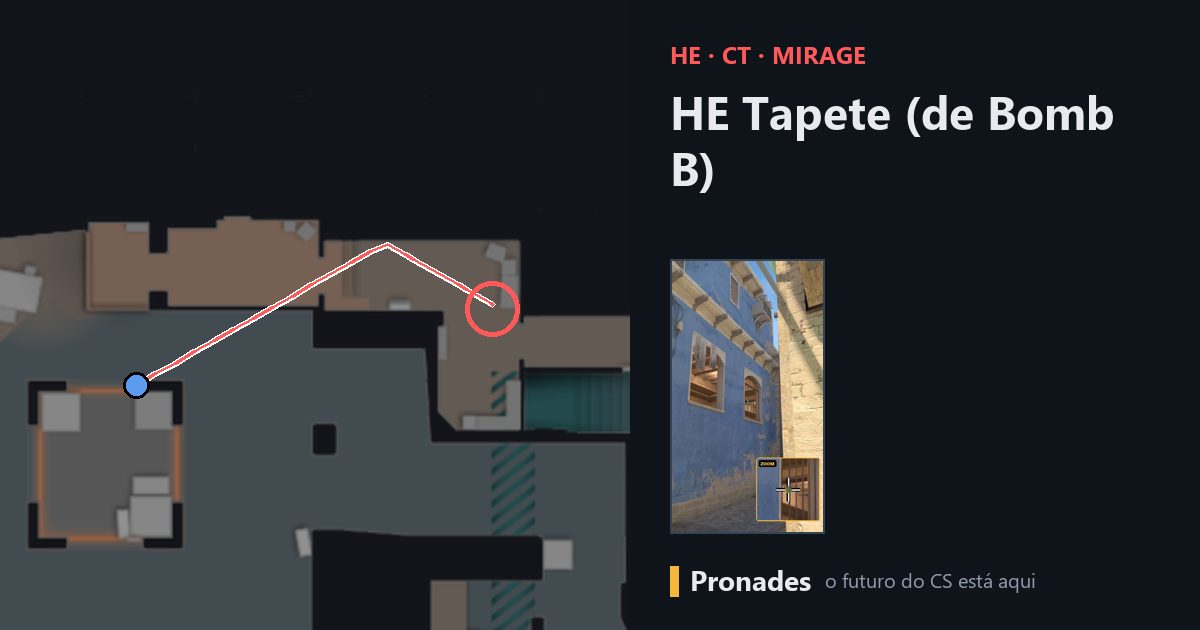 HE · CT · MIRAGE
HE Tapete (de Bomb
B)
ZOOM
Pronades o futuro do CS está aqui